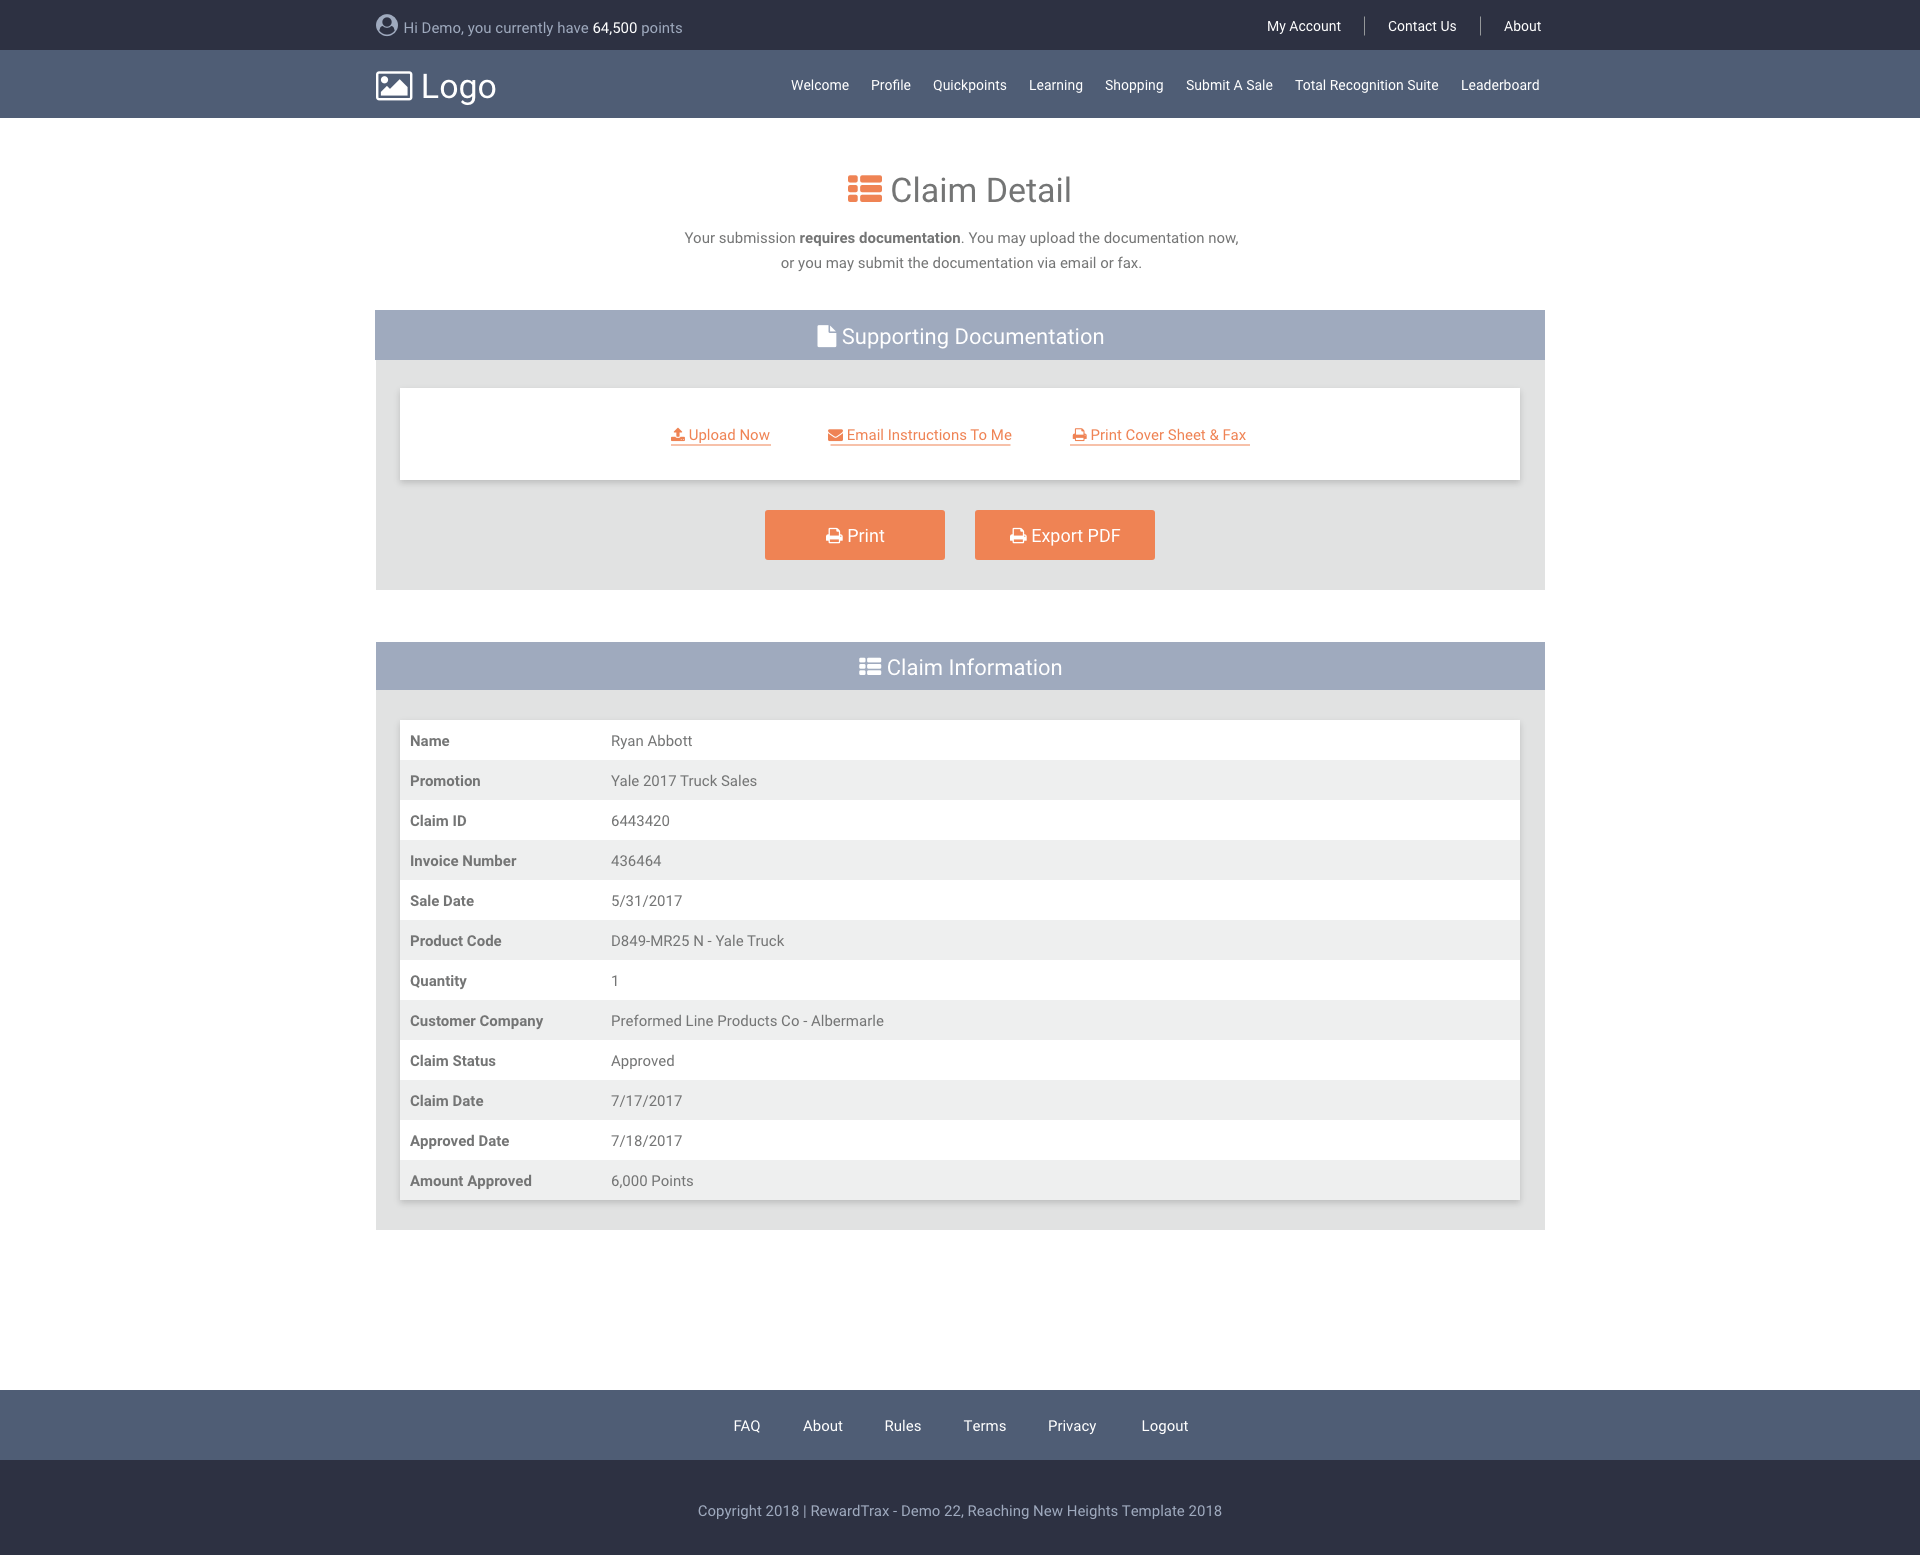 Hi Demo, you currently have 64,500 points
My Account
Contact Us
About
Logo
Welcome
Profile
Quickpoints
Learning
Shopping
Submit A Sale
Total Recognition Suite
Leaderboard
Claim Detail
Your submission requires documentation. You may upload the documentation now,
or you may submit the documentation via email or fax.
Supporting Documentation
Upload Now
Email Instructions To Me
Print Cover Sheet & Fax
Print
Export PDF
Claim Information
Name Ryan Abbott
Promotion Yale 2017 Truck Sales
Claim ID 6443420
Invoice Number 436464
Sale Date 5/31/2017
Product Code D849-MR25 N - Yale Truck
Quantity 1
Customer Company Preformed Line Products Co - Albermarle
Claim Status Approved
Claim Date 7/17/2017
Approved Date 7/18/2017
Amount Approved 6,000 Points
FAQ
About
Rules
Terms
Privacy
Logout
Copyright 2018 | RewardTrax - Demo 22, Reaching New Heights Template 2018